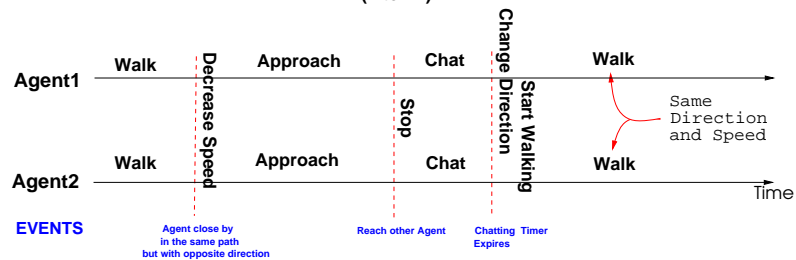 Walk
Approach
Chat
Walk
Agent1
Decrease Speed
Stop
Change Direction
Start Walking
Same
Direction
and Speed
Walk
Approach
Chat
Walk
Agent2
Time
EVENTS
Agent close by
in the same path
but with opposite direction
Reach other Agent
Chatting Timer
Expires